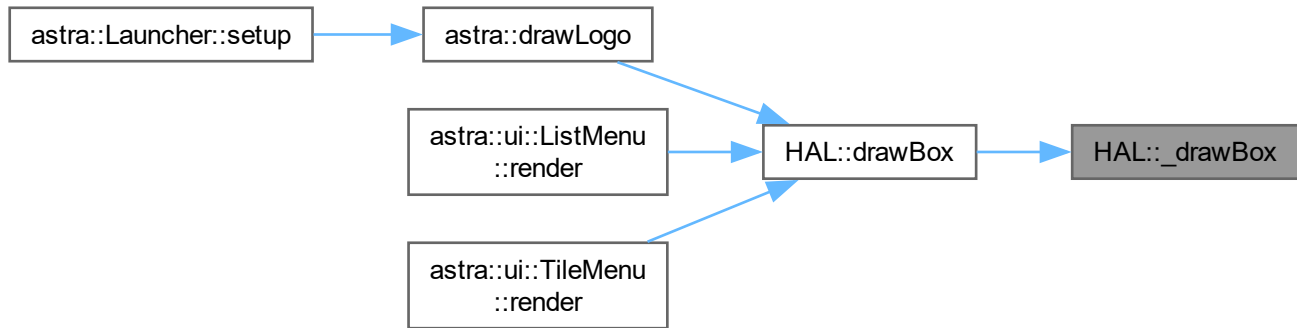 astra::Launcher::setup
astra::drawLogo
astra::ui::ListMenu
::render
HAL::drawBox
HAL::_drawBox
astra::ui::TileMenu
::render